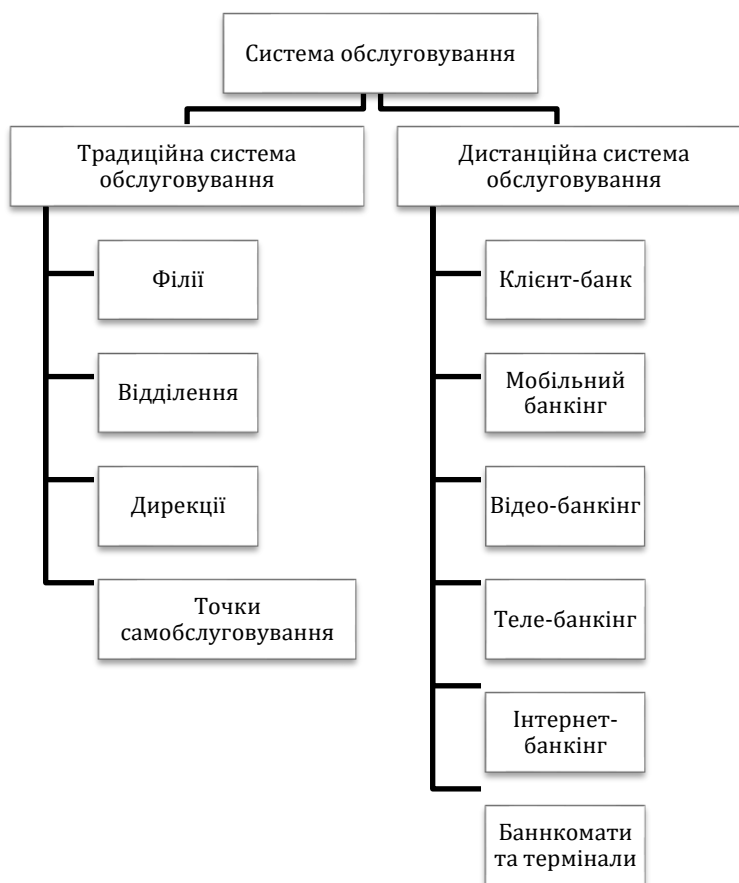 Система обслуговування
Традиційна система
обслуговування
Філії
Відділення
Дирекції
Точки
самобслуговування
Дистанційна система
обслуговування
Клієнт-банк
Мобільний
банкінг
Відео-банкінг
Теле-банкінг
Інтернет-
банкінг
Баннкомати
та термінали